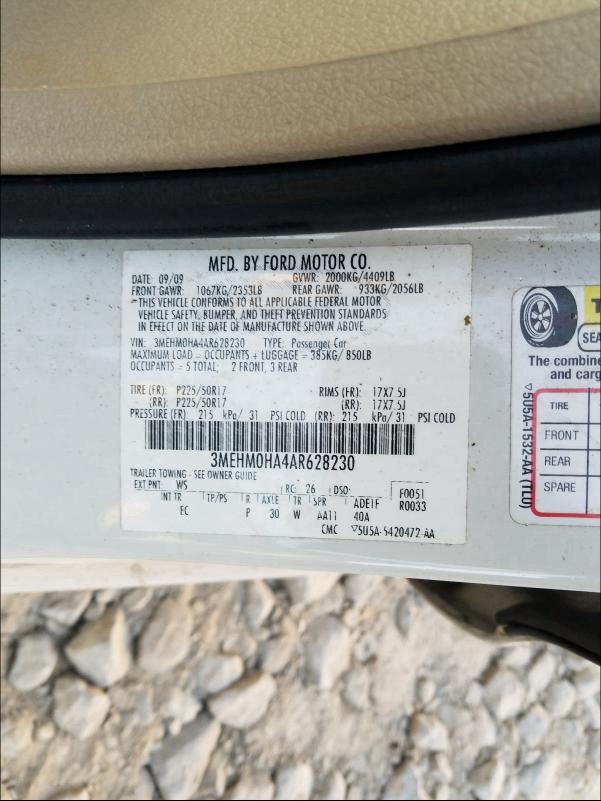 MFD. BY FORD MOTOR CO.
DATE: 09/09 GVWR: 2000KG/4409LB
FRONT GAWR: 1067KG/2353LB REAR GAWR: 933KG/2056LB
THIS VEHICLE CONFORMS TO ALL APPLICABLE FEDERAL MOTOR
VEHICLE SAFETY, BUMPER, AND THEFT PREVENTION STANDARDS
IN EFFECT ON THE DATE OF MANUFACTURE SHOWN ABOVE.
VIN: 3MEHM0HA4AR628230 TYPE: Passenger Car
MAXIMUM LOAD = OCCUPANTS + LUGGAGE = 385KG/850LB
OCCUPANTS = 5 TOTAL; 2 FRONT, 3 REAR
TIRE (FR): P225/50R17 RIMS (FR): 17X7.5J
(RR): P225/50R17 (RR): 17X7.5J
PRESSURE (FR): 215 kPa/ 31 PSI COLD (RR): 215 kPa/ 31 PSI COLD
3MEHM0HA4AR628230
TRAILER TOWING - SEE OWNER GUIDE
EXT PNT: WS RC: 26 DSO: F0051
INT TR TP/PS R AXLE TR SPR ADEIF R0033
EC P 30 W AA11 40A
CMC ▽5U5A-5420472-AA
T
SEA
The combine
and carg
TIRE
FRONT
REAR
SPARE
▽5U5A-1532-AA (TLU)